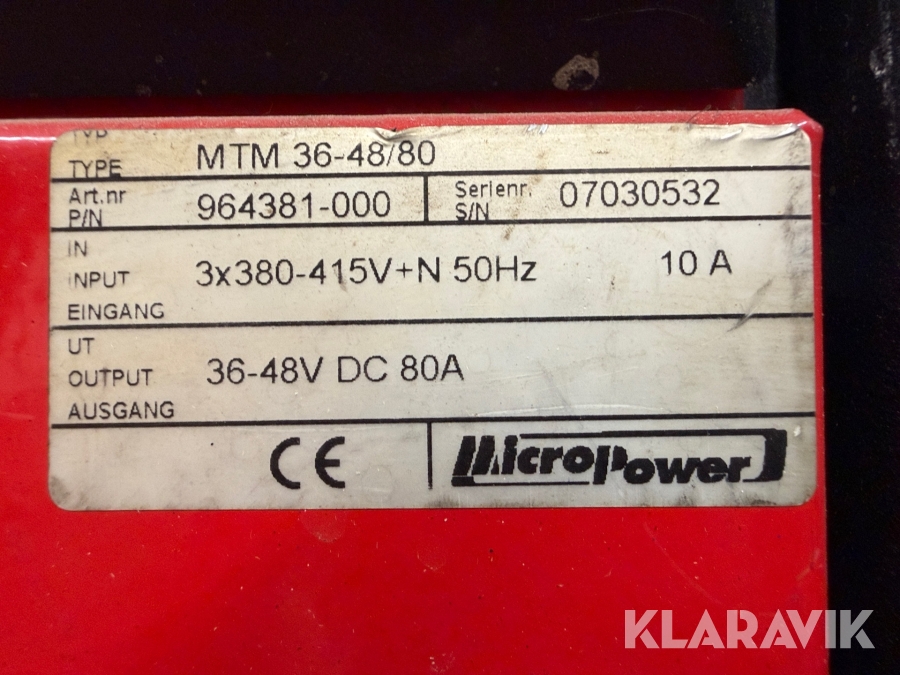 TYP
TYPE MTM 36-48/80
Art.nr 964381-000 Serienr. 07030532
P/N S/N
IN
INPUT 3x380-415V+N 50Hz 10 A
EINGANG
UT
OUTPUT 36-48V DC 80A
AUSGANG
CE Micropower
KLARAVIK